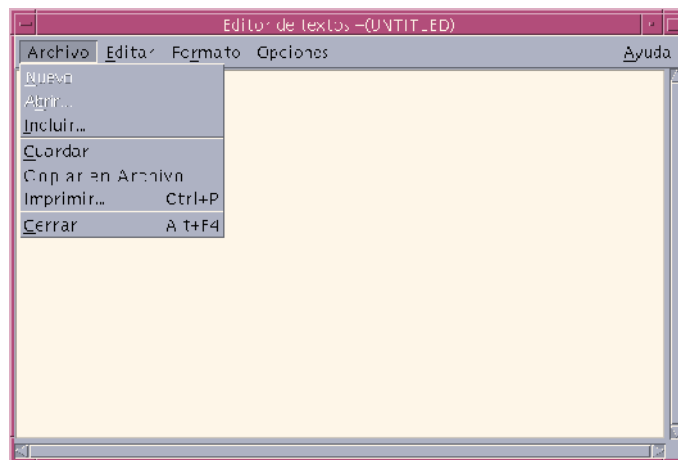 Editor de textos –(UNTITLED)
Archivo Editar Formato Opciones Ayuda
Nuevo
Abrir...
Incluir...
Guardar
Copiar en Archivo
Imprimir... Ctrl+P
Cerrar Alt+F4